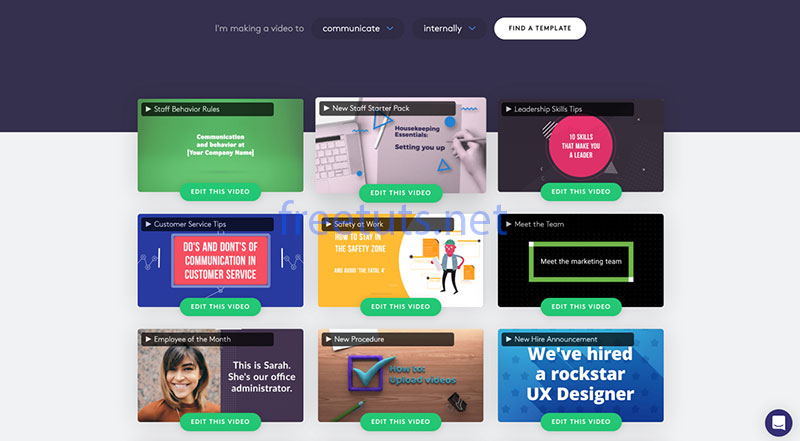 I'm making a video to communicate internally FIND A TEMPLATE
Staff Behavior Rules
Communication
and behavior at
[Your Company Name]
EDIT THIS VIDEO
New Staff Starter Pack
Housekeeping
Essentials:
Setting you up
EDIT THIS VIDEO
Leadership Skills Tips
10 SKILLS
THAT MAKE YOU
A LEADER
EDIT THIS VIDEO
freetuts.net
Customer Service Tips
DO'S AND DONT'S OF
COMMUNICATION IN
CUSTOMER SERVICE
EDIT THIS VIDEO
Safety at Work
HOW TO STAY IN
THE SAFETY ZONE
AND AVOID 'THE FATAL 4'
EDIT THIS VIDEO
Meet the Team
Meet the marketing team
EDIT THIS VIDEO
Employee of the Month
This is Sarah.
She's our office
administrator.
EDIT THIS VIDEO
New Procedure
How to:
Upload videos
EDIT THIS VIDEO
New Hire Announcement
We've hired
a rockstar
UX Designer
EDIT THIS VIDEO